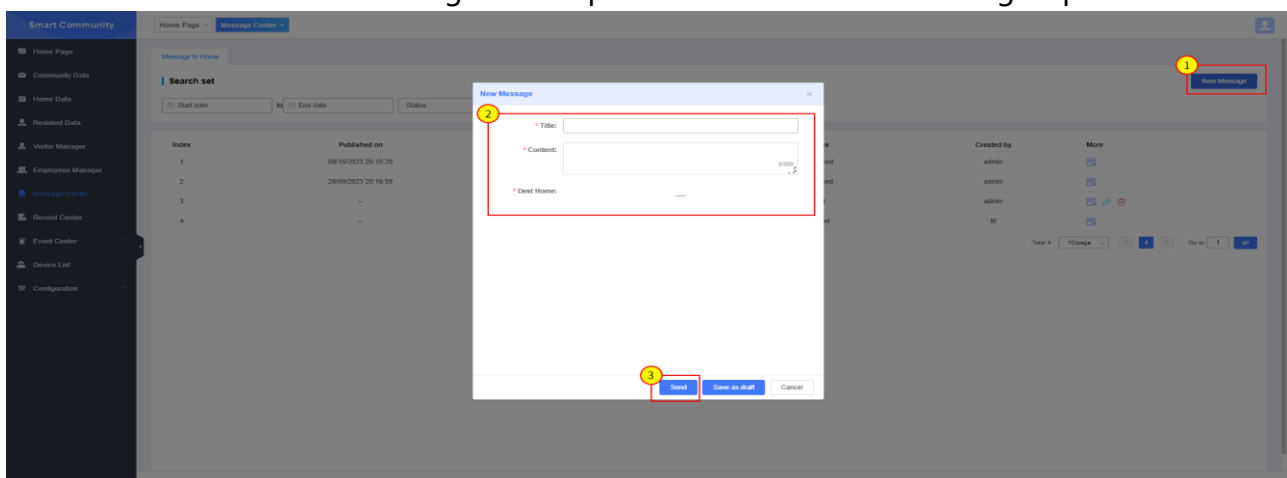 Smart Community
Home Page
Message Center
Home Page
Community Data
Home Data
Resident Data
Visitor Manager
Employees Manager
Message Center
Record Center
Event Center
Device List
Configuration
Message to Home
Search set
1
New Message
Start date
to
End date
Status
Index
Published on
Created by
More
1
09/10/2023 20:10:29
admin
2
26/09/2023 20:16:59
admin
3
--
admin
4
--
Total 4
10/page
1
Go to
1
go
New Message
2
* Title:
* Content:
0/500
* Dest Home:
3
Send
Save as draft
Cancel